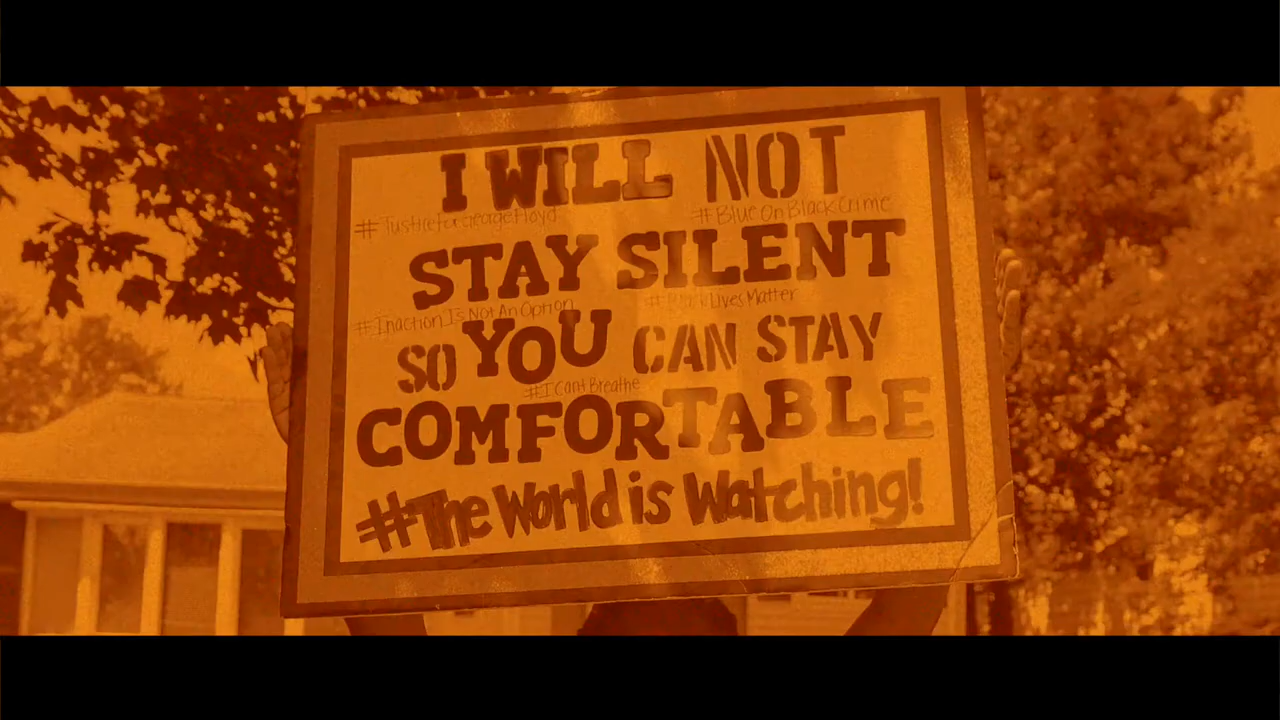 I WILL NOT
#JusticeForGeorgeFloyd #BlueOnBlackCrime
STAY SILENT
#InactionIsNotAnOption #BlackLivesMatter
SO YOU CAN STAY
#ICantBreathe
COMFORTABLE
#The World is Watching!